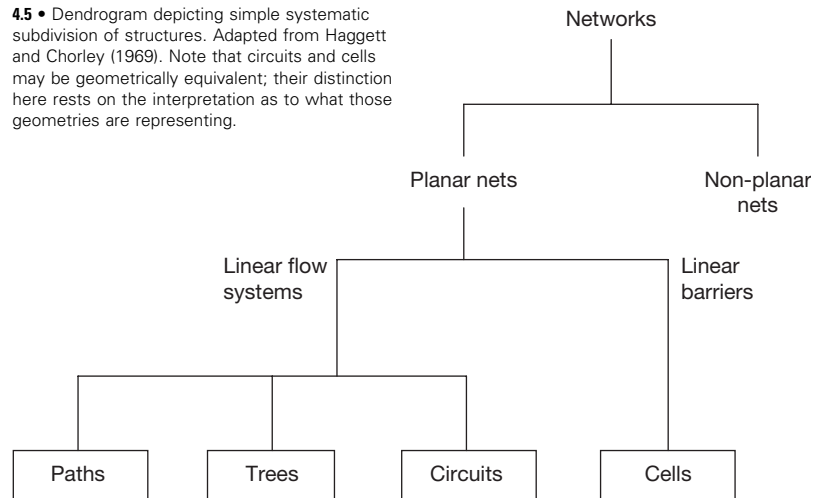 4.5 • Dendrogram depicting simple systematic
subdivision of structures. Adapted from Haggett
and Chorley (1969). Note that circuits and cells
may be geometrically equivalent; their distinction
here rests on the interpretation as to what those
geometries are representing.
Networks
Planar nets
Non-planar
nets
Linear flow
systems
Linear
barriers
Paths
Trees
Circuits
Cells